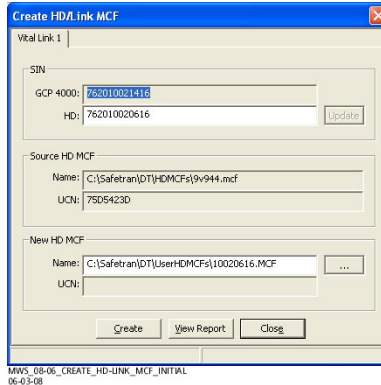 Create HD/Link MCF
Vital Link 1
SIN
GCP 4000: 762010021416
HD: 762010020616 Update
Source HD MCF
Name: C:\Safetran\DT\HDMCFs\9v944.mcf
UCN: 75D5423D
New HD MCF
Name: C:\Safetran\DT\UserHDMCFs\10020616.MCF ...
UCN:
Create View Report Close
MWS_08-06_CREATE_HD-LINK_MCF_INITIAL
06-03-08